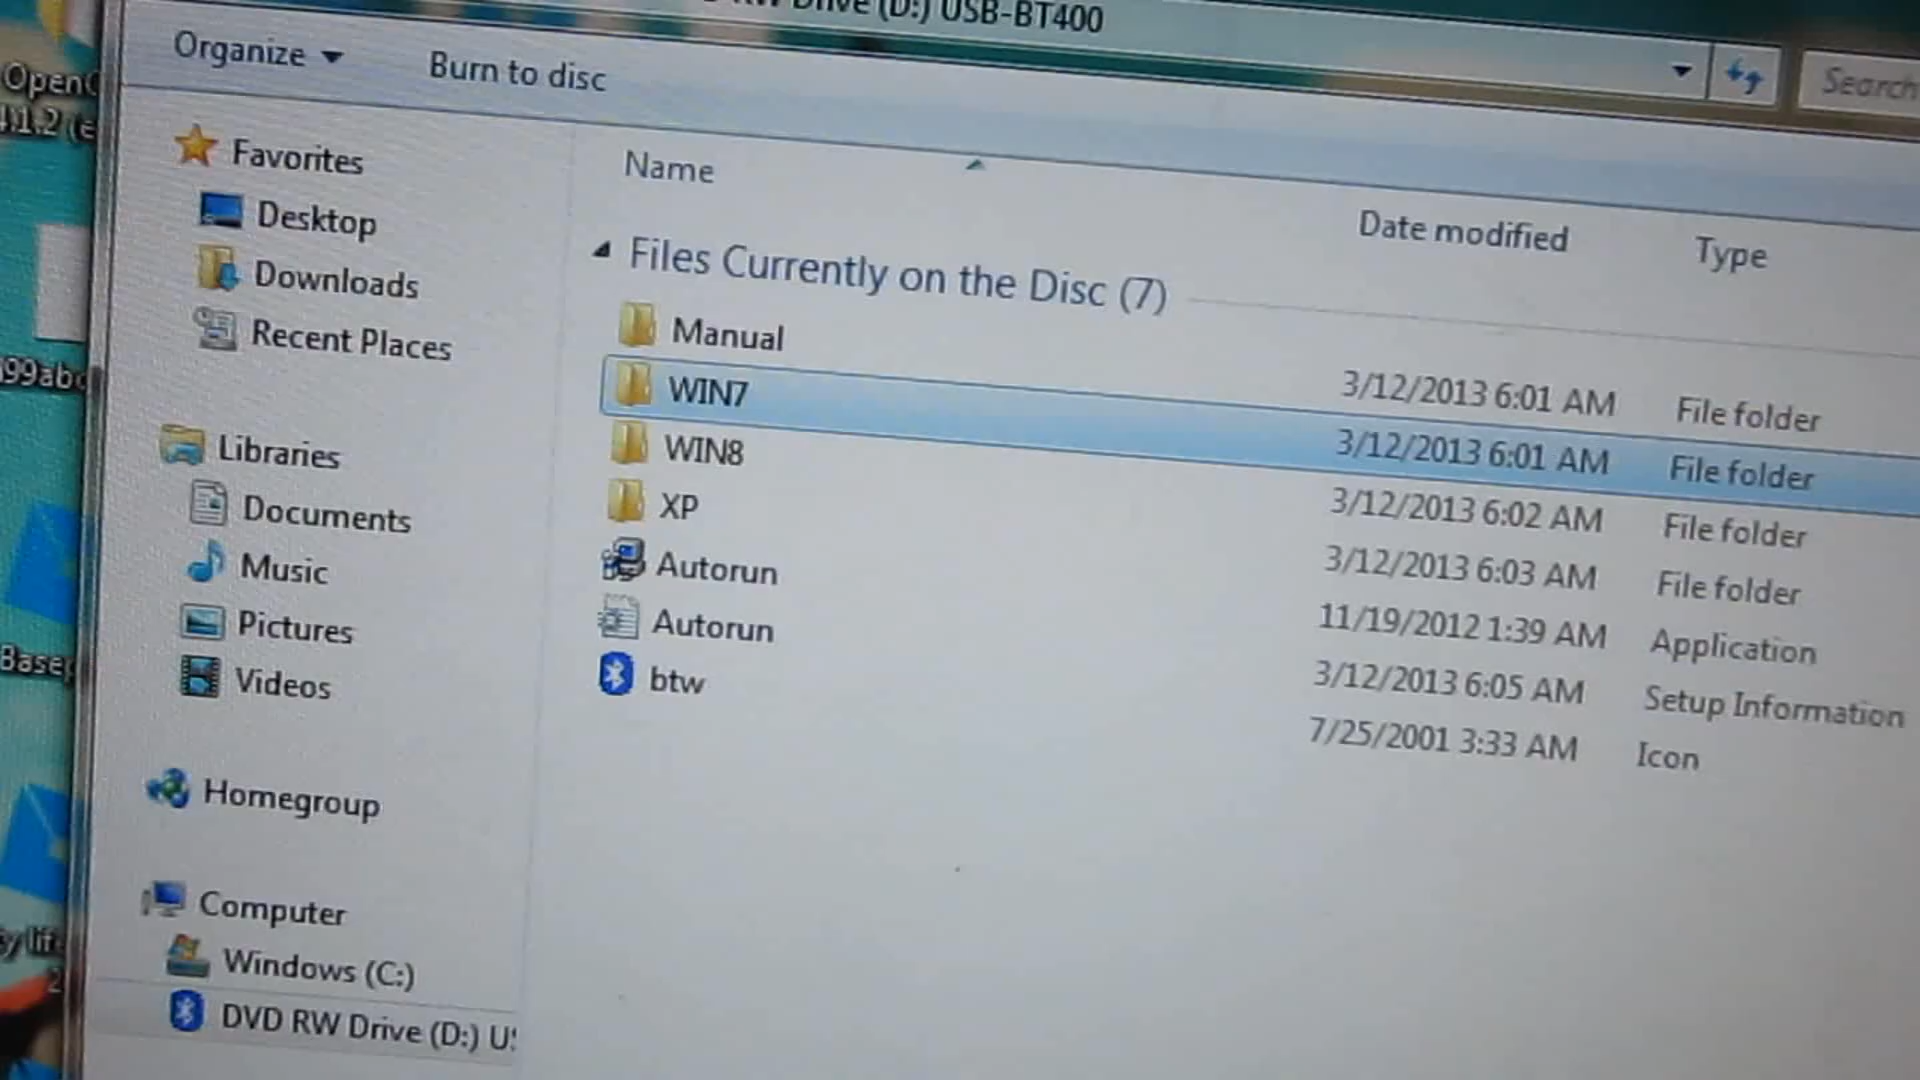 Drive (D:) USB-BT400
Organize
Burn to disc
Search
Favorites
Desktop
Downloads
Recent Places
Libraries
Documents
Music
Pictures
Videos
Homegroup
Computer
Windows (C:)
DVD RW Drive (D:) US
Name Date modified Type
Files Currently on the Disc (7)
Manual 3/12/2013 6:01 AM File folder
WIN7 3/12/2013 6:01 AM File folder
WIN8 3/12/2013 6:02 AM File folder
XP 3/12/2013 6:03 AM File folder
Autorun 11/19/2012 1:39 AM Application
Autorun 3/12/2013 6:05 AM Setup Information
btw 7/25/2001 3:33 AM Icon